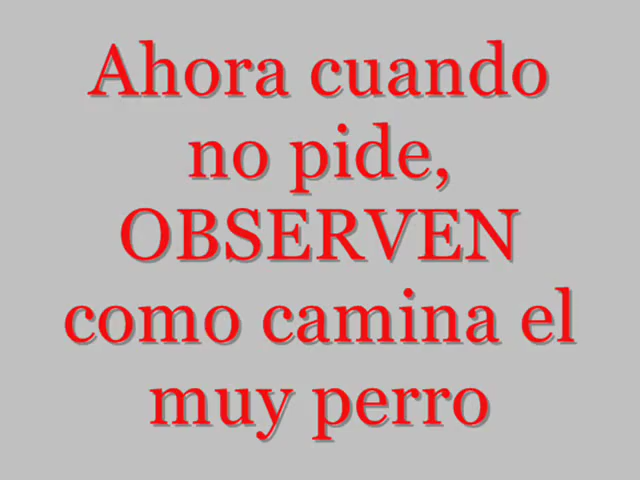 Ahora cuando
no pide,
OBSERVEN
como camina el
muy perro